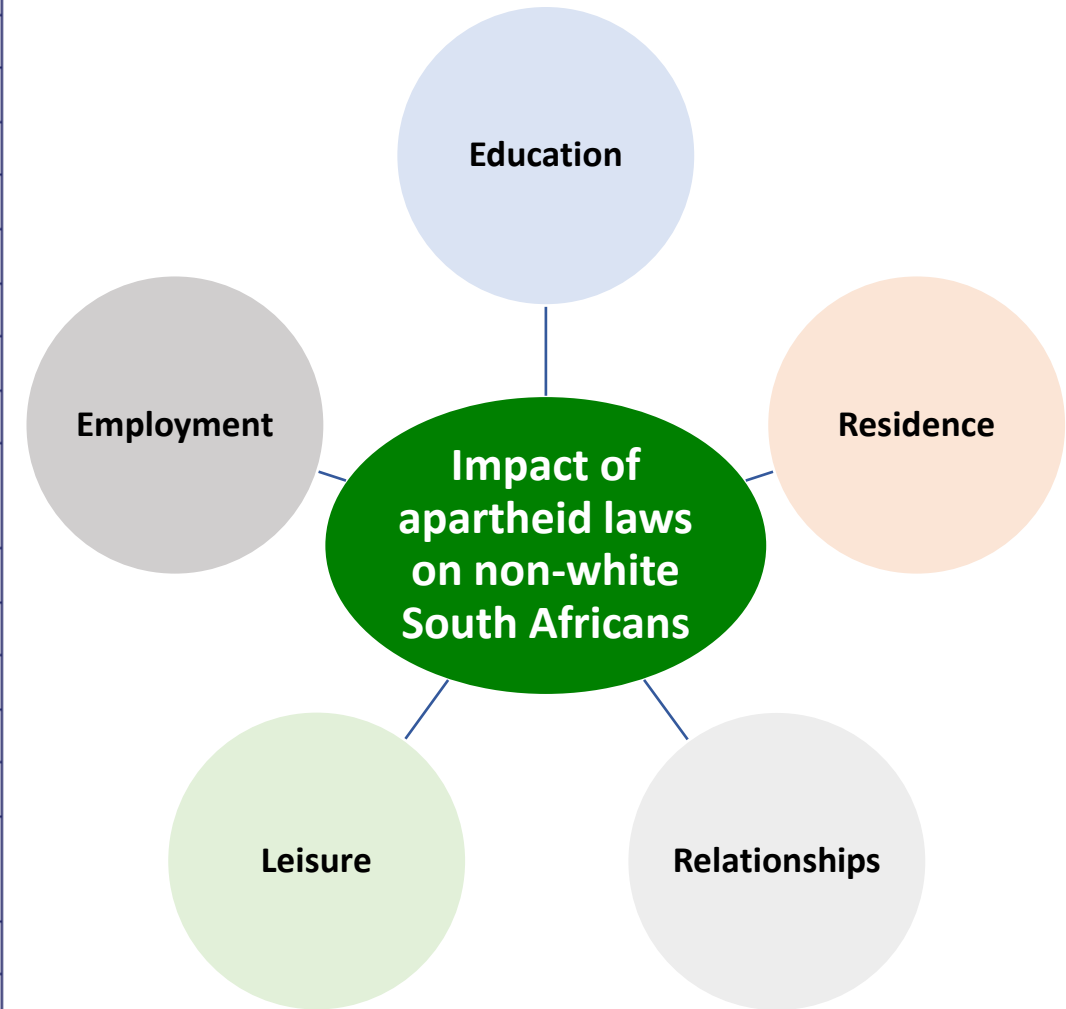 Education
Employment
Residence
Impact of
apartheid laws
on non-white
South Africans
Leisure
Relationships